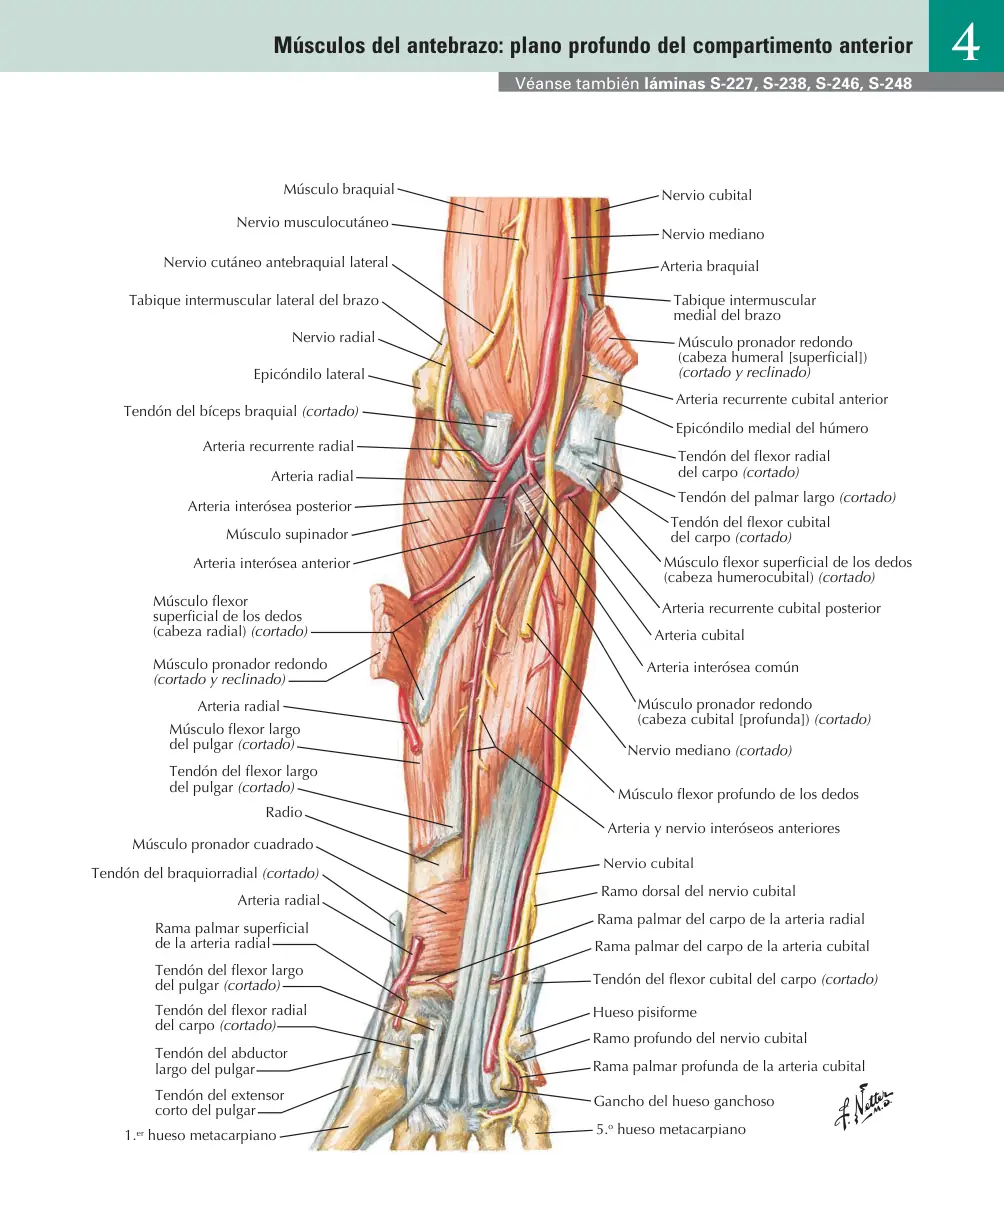 Músculos del antebrazo: plano profundo del compartimento anterior
4
Véanse también láminas S-227, S-238, S-246, S-248
Músculo braquial
Nervio musculocutáneo
Nervio cutáneo antebraquial lateral
Tabique intermuscular lateral del brazo
Nervio radial
Epicóndilo lateral
Tendón del bíceps braquial (cortado)
Arteria recurrente radial
Arteria radial
Arteria interósea posterior
Músculo supinador
Arteria interósea anterior
Músculo flexor
superficial de los dedos
(cabeza radial) (cortado)
Músculo pronador redondo
(cortado y reclinado)
Arteria radial
Músculo flexor largo
del pulgar (cortado)
Tendón del flexor largo
del pulgar (cortado)
Radio
Músculo pronador cuadrado
Tendón del braquiorradial (cortado)
Arteria radial
Rama palmar superficial
de la arteria radial
Tendón del flexor largo
del pulgar (cortado)
Tendón del flexor radial
del carpo (cortado)
Tendón del abductor
largo del pulgar
Tendón del extensor
corto del pulgar
1.er hueso metacarpiano
Nervio cubital
Nervio mediano
Arteria braquial
Tabique intermuscular
medial del brazo
Músculo pronador redondo
(cabeza humeral [superficial])
(cortado y reclinado)
Arteria recurrente cubital anterior
Epicóndilo medial del húmero
Tendón del flexor radial
del carpo (cortado)
Tendón del palmar largo (cortado)
Tendón del flexor cubital
del carpo (cortado)
Músculo flexor superficial de los dedos
(cabeza humerocubital) (cortado)
Arteria recurrente cubital posterior
Arteria cubital
Arteria interósea común
Músculo pronador redondo
(cabeza cubital [profunda]) (cortado)
Nervio mediano (cortado)
Músculo flexor profundo de los dedos
Arteria y nervio interóseos anteriores
Nervio cubital
Ramo dorsal del nervio cubital
Rama palmar del carpo de la arteria radial
Rama palmar del carpo de la arteria cubital
Tendón del flexor cubital del carpo (cortado)
Hueso pisiforme
Ramo profundo del nervio cubital
Rama palmar profunda de la arteria cubital
Gancho del hueso ganchoso
5.o hueso metacarpiano
F. Netter
M.D.